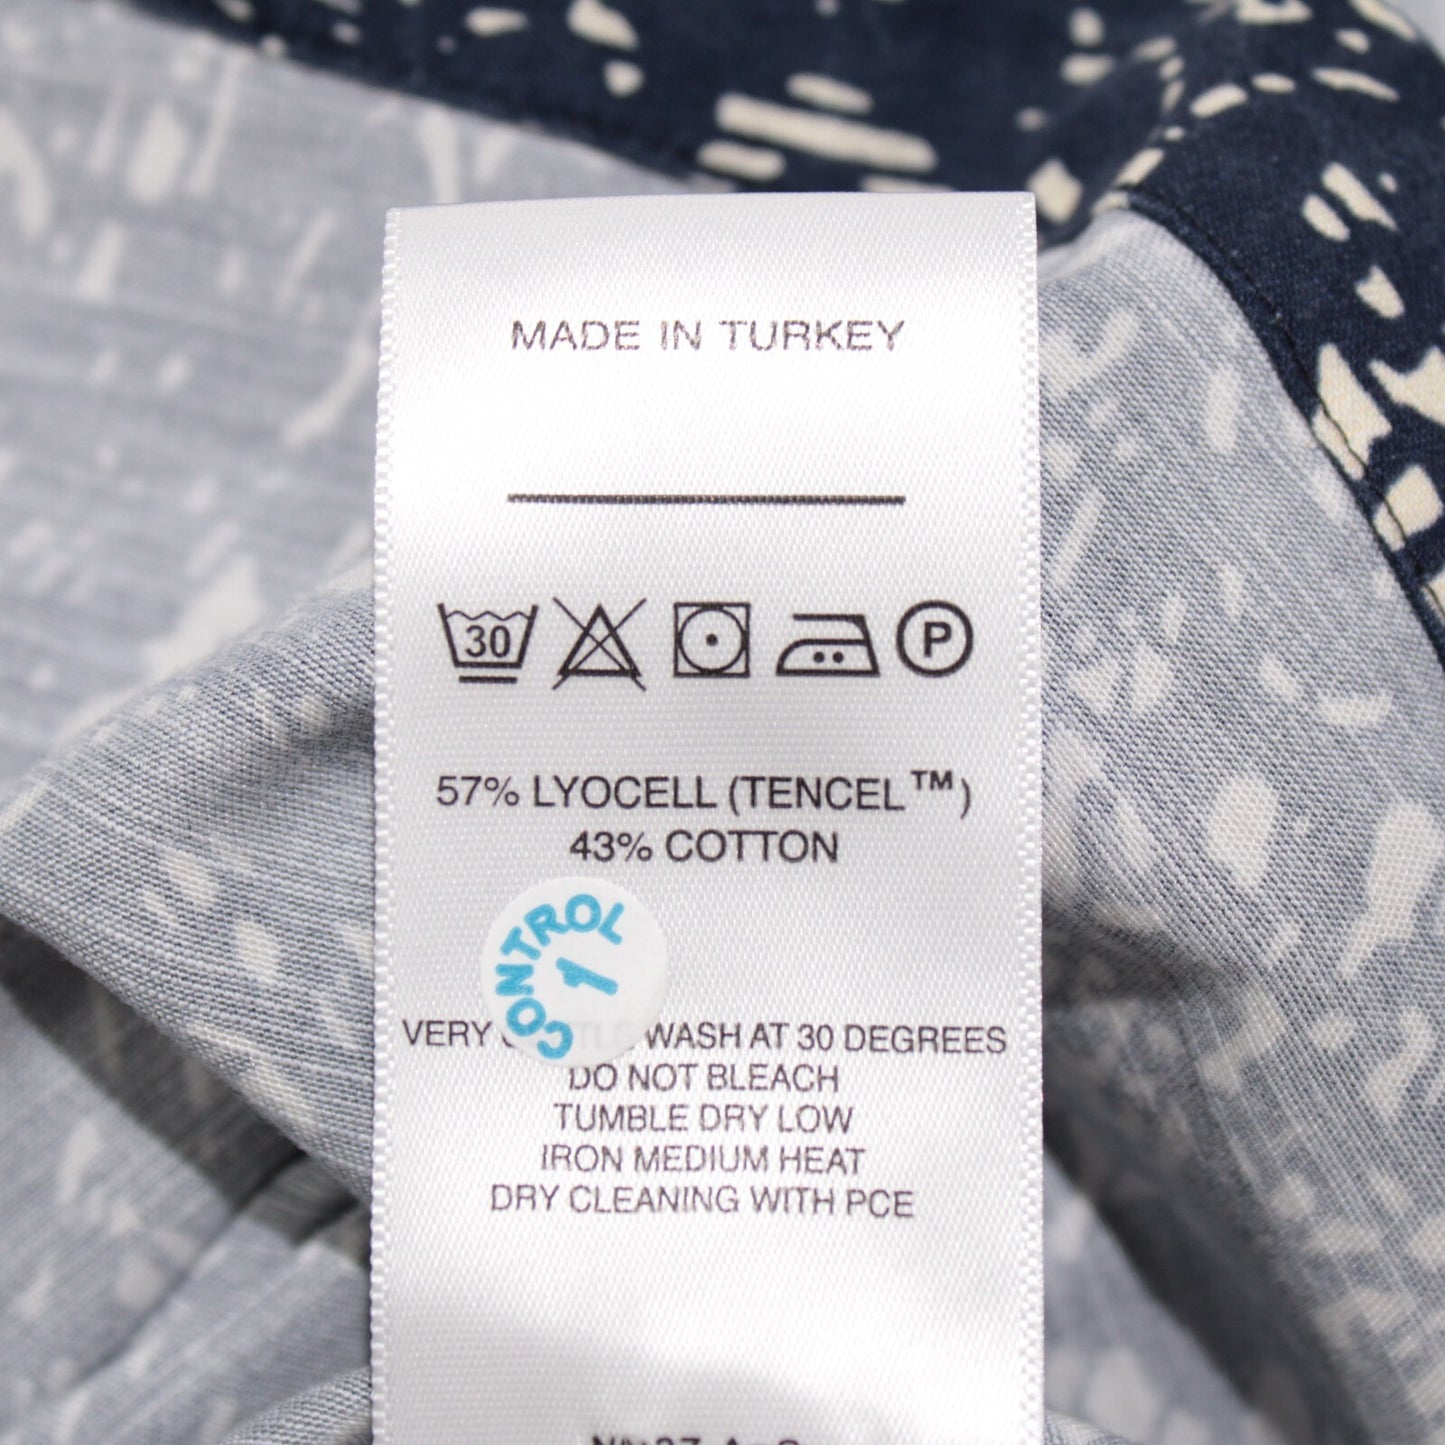 MADE IN TURKEY
30
P
57% LYOCELL (TENCEL™)
43% COTTON
CONTROL
1
VERY WASH AT 30 DEGREES
DO NOT BLEACH
TUMBLE DRY LOW
IRON MEDIUM HEAT
DRY CLEANING WITH PCE